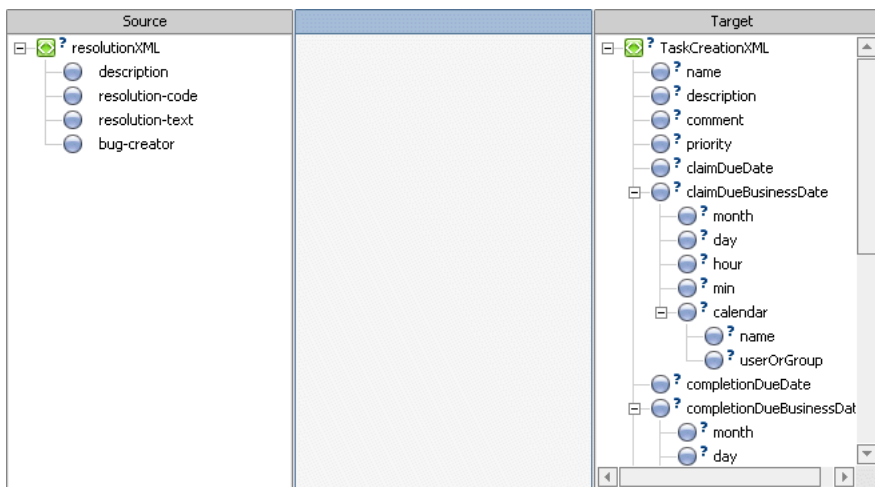 Source
Target
? resolutionXML
description
resolution-code
resolution-text
bug-creator
? TaskCreationXML
? name
? description
? comment
? priority
? claimDueDate
? claimDueBusinessDate
? month
? day
? hour
? min
? calendar
? name
? userOrGroup
? completionDueDate
? completionDueBusinessDat
? month
? day